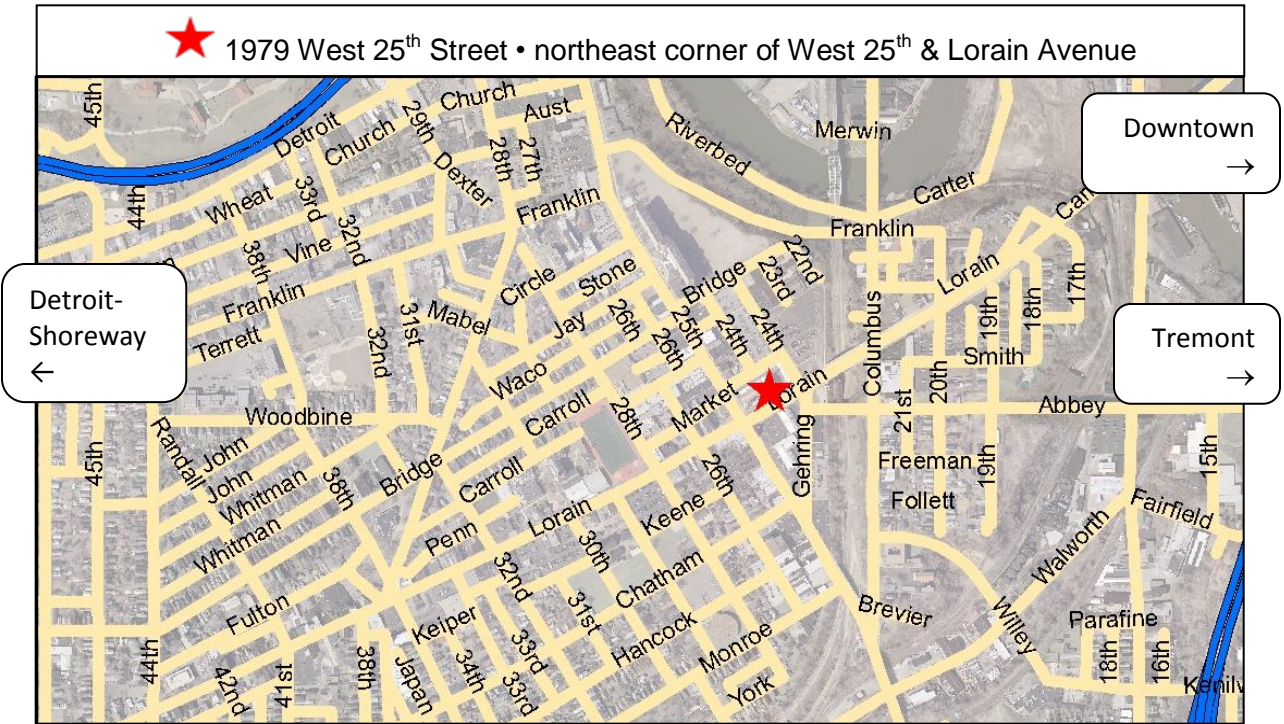 1979 West 25th Street • northeast corner of West 25th & Lorain Avenue
45th
Detroit
Church
29th
Church
Aust
28th
27th
Riverbed
Merwin
Downtown
→
44th
Wheat
33rd
32nd
Dexter
Franklin
Carter
Franklin
38th
Vine
Circle
Stone
Bridge
22nd
23rd
Lorain
17th
Detroit-
Shoreway
←
Franklin
Terrett
32nd
31st
Mabel
Jay
26th
26th
25th
24th
24th
Columbus
19th
18th
Tremont
→
Waco
Smith
Woodbine
Carroll
28th
Market
Lorain
21st
20th
Abbey
45th
Randall
John
John
Whitman
Whitman
38th
Bridge
Carroll
Penn
Lorain
Keene
26th
Gehring
Freeman
19th
Follett
15th
Fairfield
Walworth
30th
Chatham
32nd
31st
Fulton
Keiper
Hancock
Monroe
Brevier
Willey
Parafine
44th
42nd
41st
38th
Japan
34th
33rd
33rd
York
18th
16th